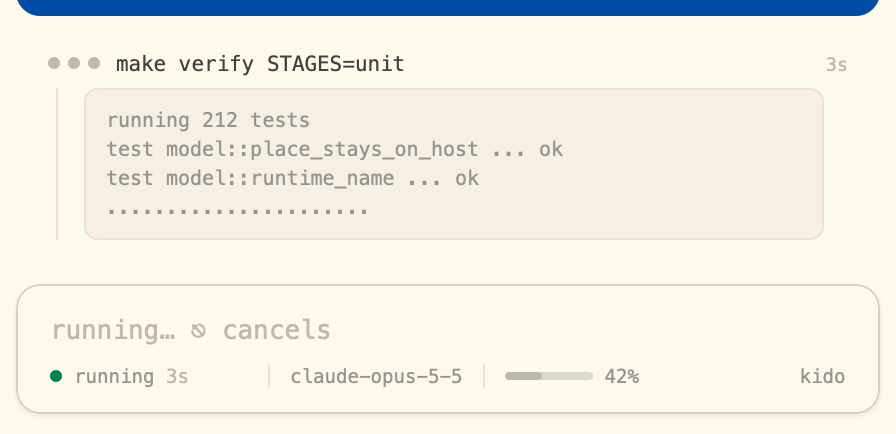 make verify STAGES=unit 3s
running 212 tests
test model::place_stays_on_host ... ok
test model::runtime_name ... ok
......................
running… ⎋ cancels
running 3s claude-opus-5-5 42% kido